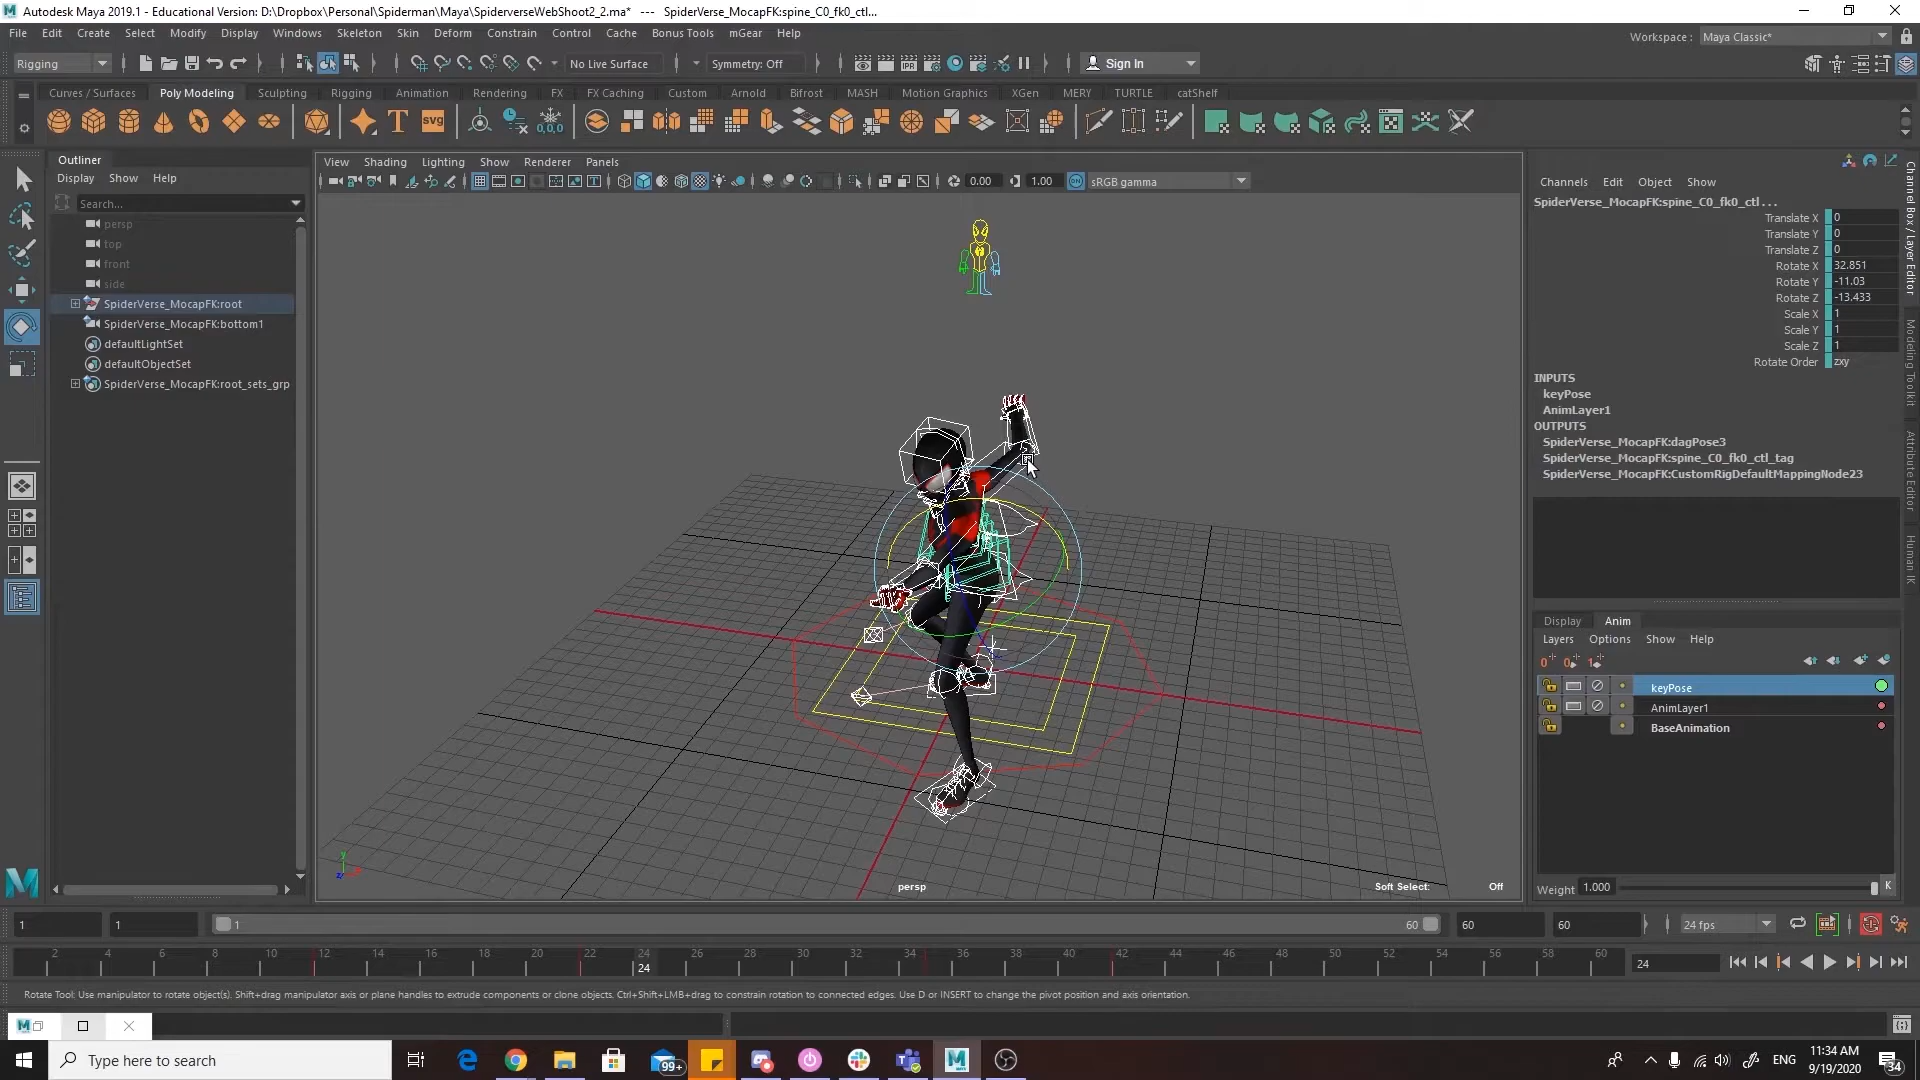 Autodesk Maya 2019.1 - Educational Version: D:\Dropbox\Personal\Spiderman\Maya\SpiderverseWebShoot2_2.ma* --- SpiderVerse_MocapFK:spine_C0_fk0_ctl...
File Edit Create Select Modify Display Windows Skeleton Skin Deform Constrain Control Cache Bonus Tools mGear Help
Workspace : Maya Classic*
Rigging No Live Surface Symmetry: Off Sign In
Curves / Surfaces Poly Modeling Sculpting Rigging Animation Rendering FX FX Caching Custom Arnold Bifrost MASH Motion Graphics XGen MERY TURTLE catShelf
Outliner
Display Show Help
Search...
persp
top
front
side
SpiderVerse_MocapFK:root
SpiderVerse_MocapFK:bottom1
defaultLightSet
defaultObjectSet
SpiderVerse_MocapFK:root_sets_grp
View Shading Lighting Show Renderer Panels
0.00 1.00 sRGB gamma
persp
Soft Select: Off
Channels Edit Object Show
SpiderVerse_MocapFK:spine_C0_fk0_ctl...
Translate X 0
Translate Y 0
Translate Z 0
Rotate X 32.851
Rotate Y -11.03
Rotate Z -13.433
Scale X 1
Scale Y 1
Scale Z 1
Rotate Order zxy
INPUTS
keyPose
AnimLayer1
OUTPUTS
SpiderVerse_MocapFK:dagPose3
SpiderVerse_MocapFK:spine_C0_fk0_ctl_tag
SpiderVerse_MocapFK:CustomRigDefaultMappingNode23
Channel Box / Layer Editor
Modeling Toolkit
Attribute Editor
Human IK
Display Anim
Layers Options Show Help
keyPose
AnimLayer1
BaseAnimation
Weight 1.000 K
1 1 1 60 60 60 24 fps
2 4 6 8 10 12 14 16 18 20 22 24 26 28 30 32 34 36 38 40 42 44 46 48 50 52 54 56 58 60
24 24
Rotate Tool: Use manipulator to rotate object(s). Shift+drag manipulator axis or plane handles to extrude components or clone objects. Ctrl+Shift+LMB+drag to constrain rotation to connected edges. Use D or INSERT to change the pivot position and axis orientation.
Type here to search
99+
ENG
11:34 AM
9/19/2020
34